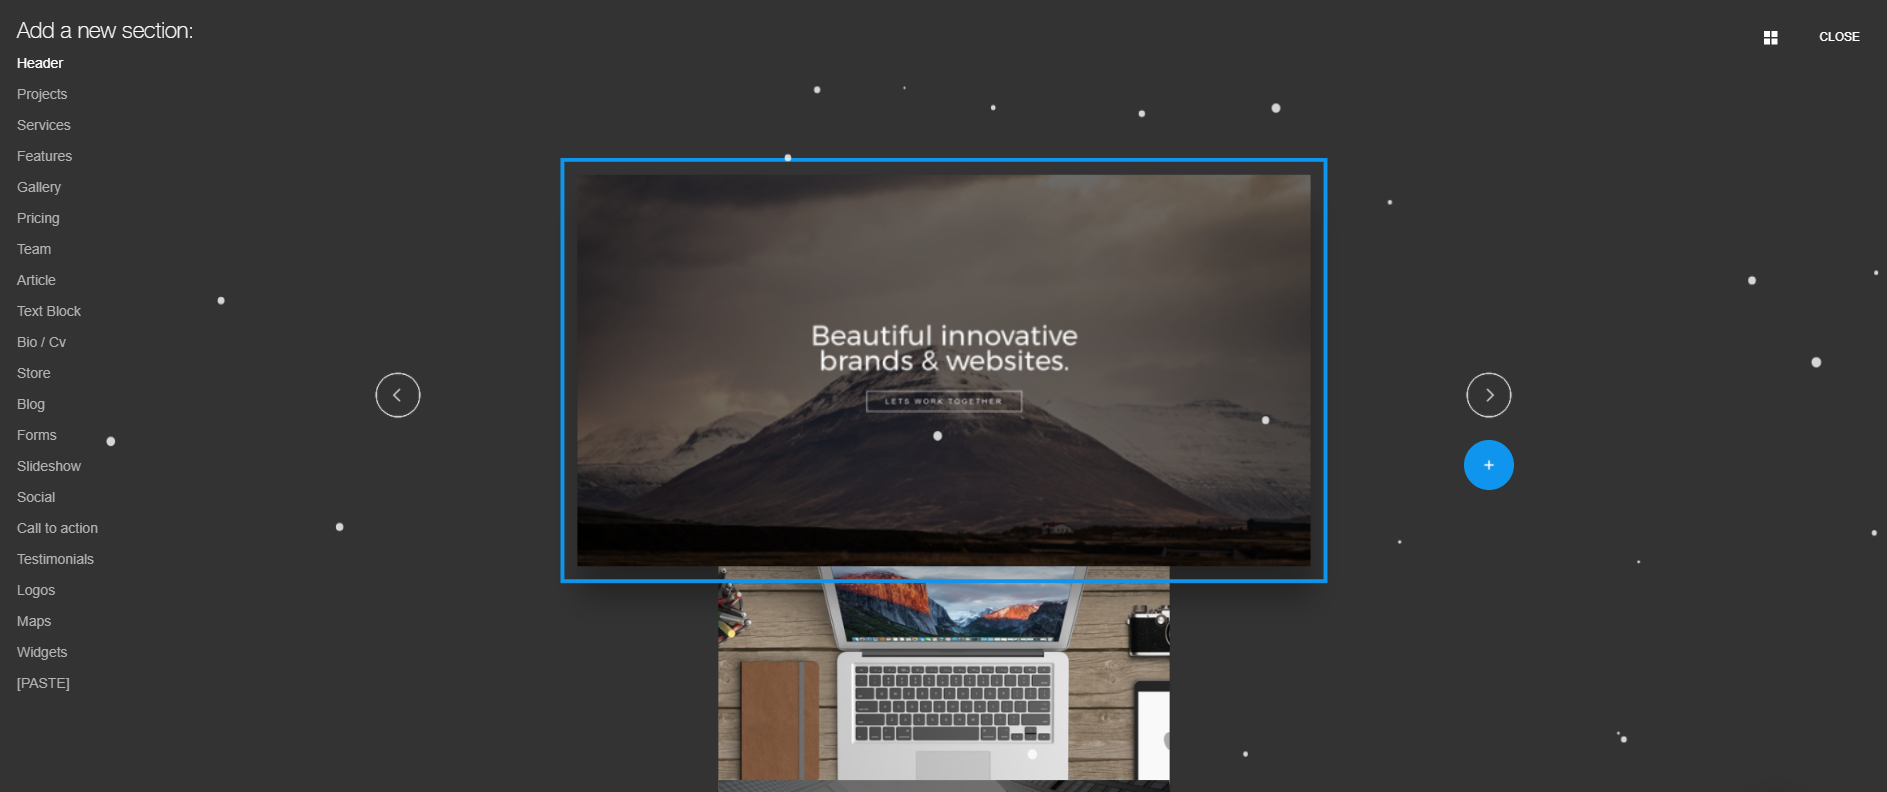 Add a new section:
CLOSE
Header
Projects
Services
Features
Gallery
Pricing
Team
Article
Text Block
Bio / Cv
Store
Blog
Forms
Slideshow
Social
Call to action
Testimonials
Logos
Maps
Widgets
[PASTE]
Beautiful innovative
brands & websites.
LETS WORK TOGETHER
+